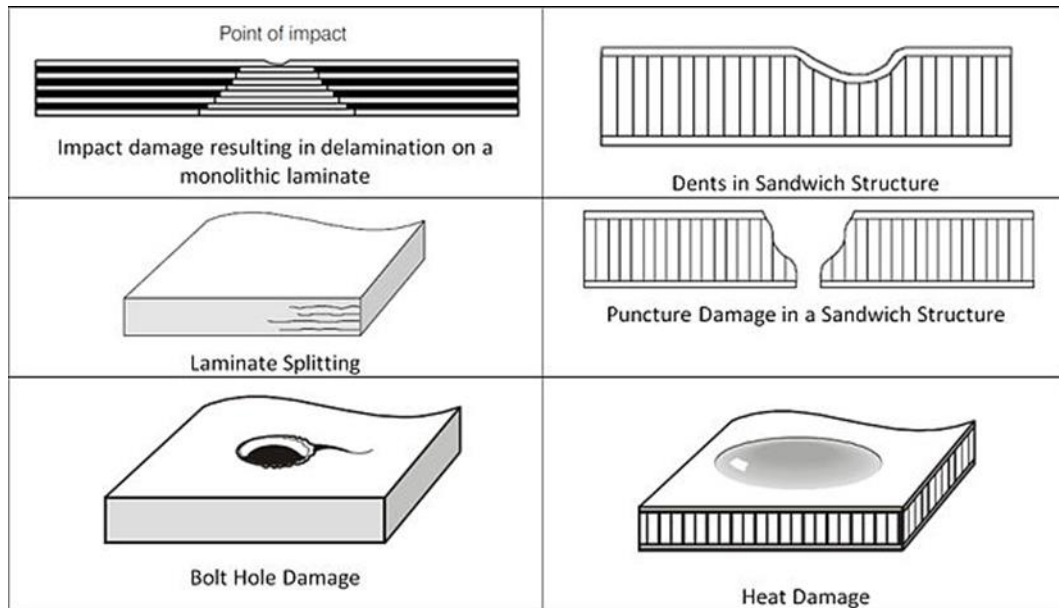 Point of impact
Impact damage resulting in delamination on a
monolithic laminate
Dents in Sandwich Structure
Laminate Splitting
Puncture Damage in a Sandwich Structure
Bolt Hole Damage
Heat Damage